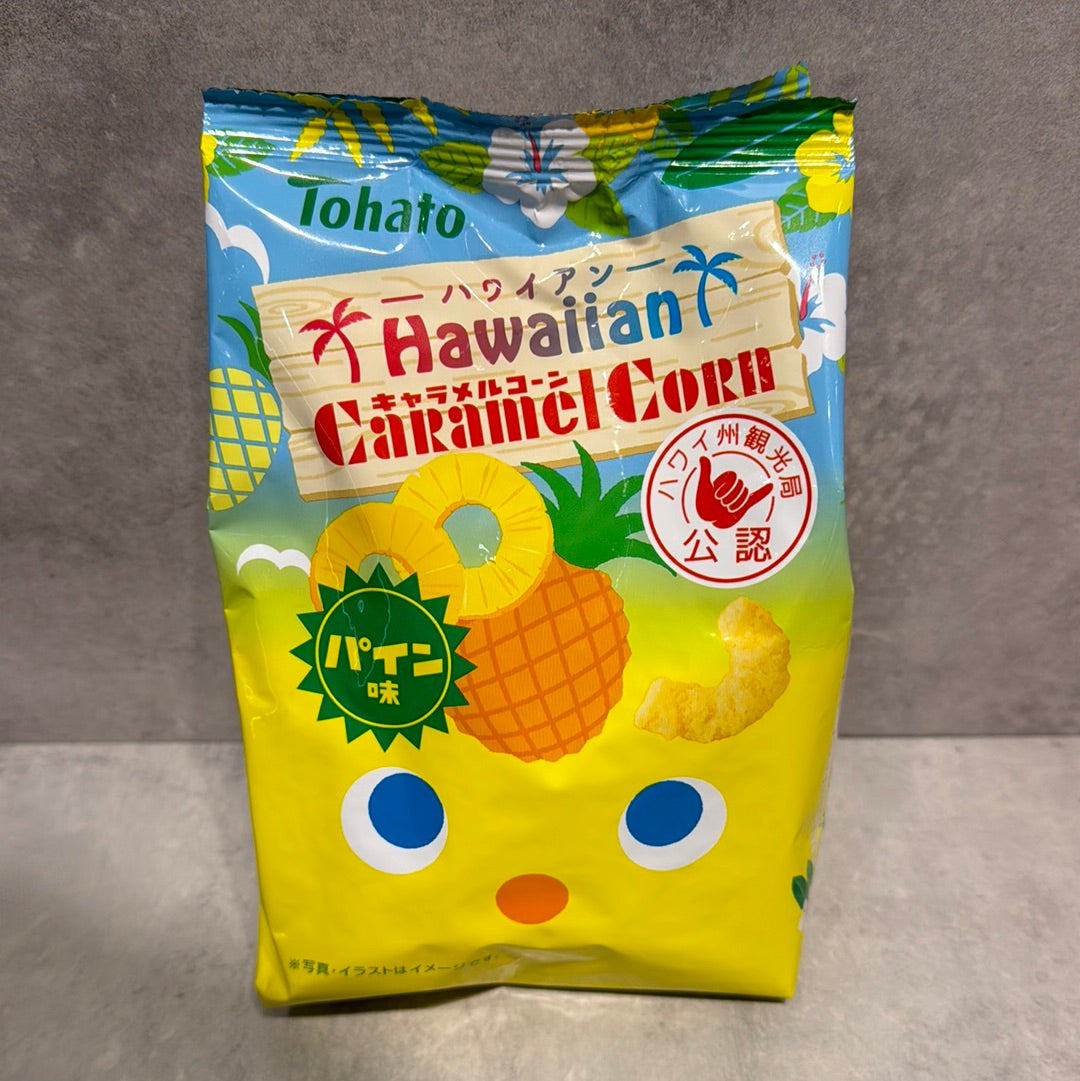 Tohato
ハワイアン
Hawaiian
キャラメルコーン
Caramel Corn
ハワイ州観光局
公認
パイン
味
※写真・イラストはイメージです。